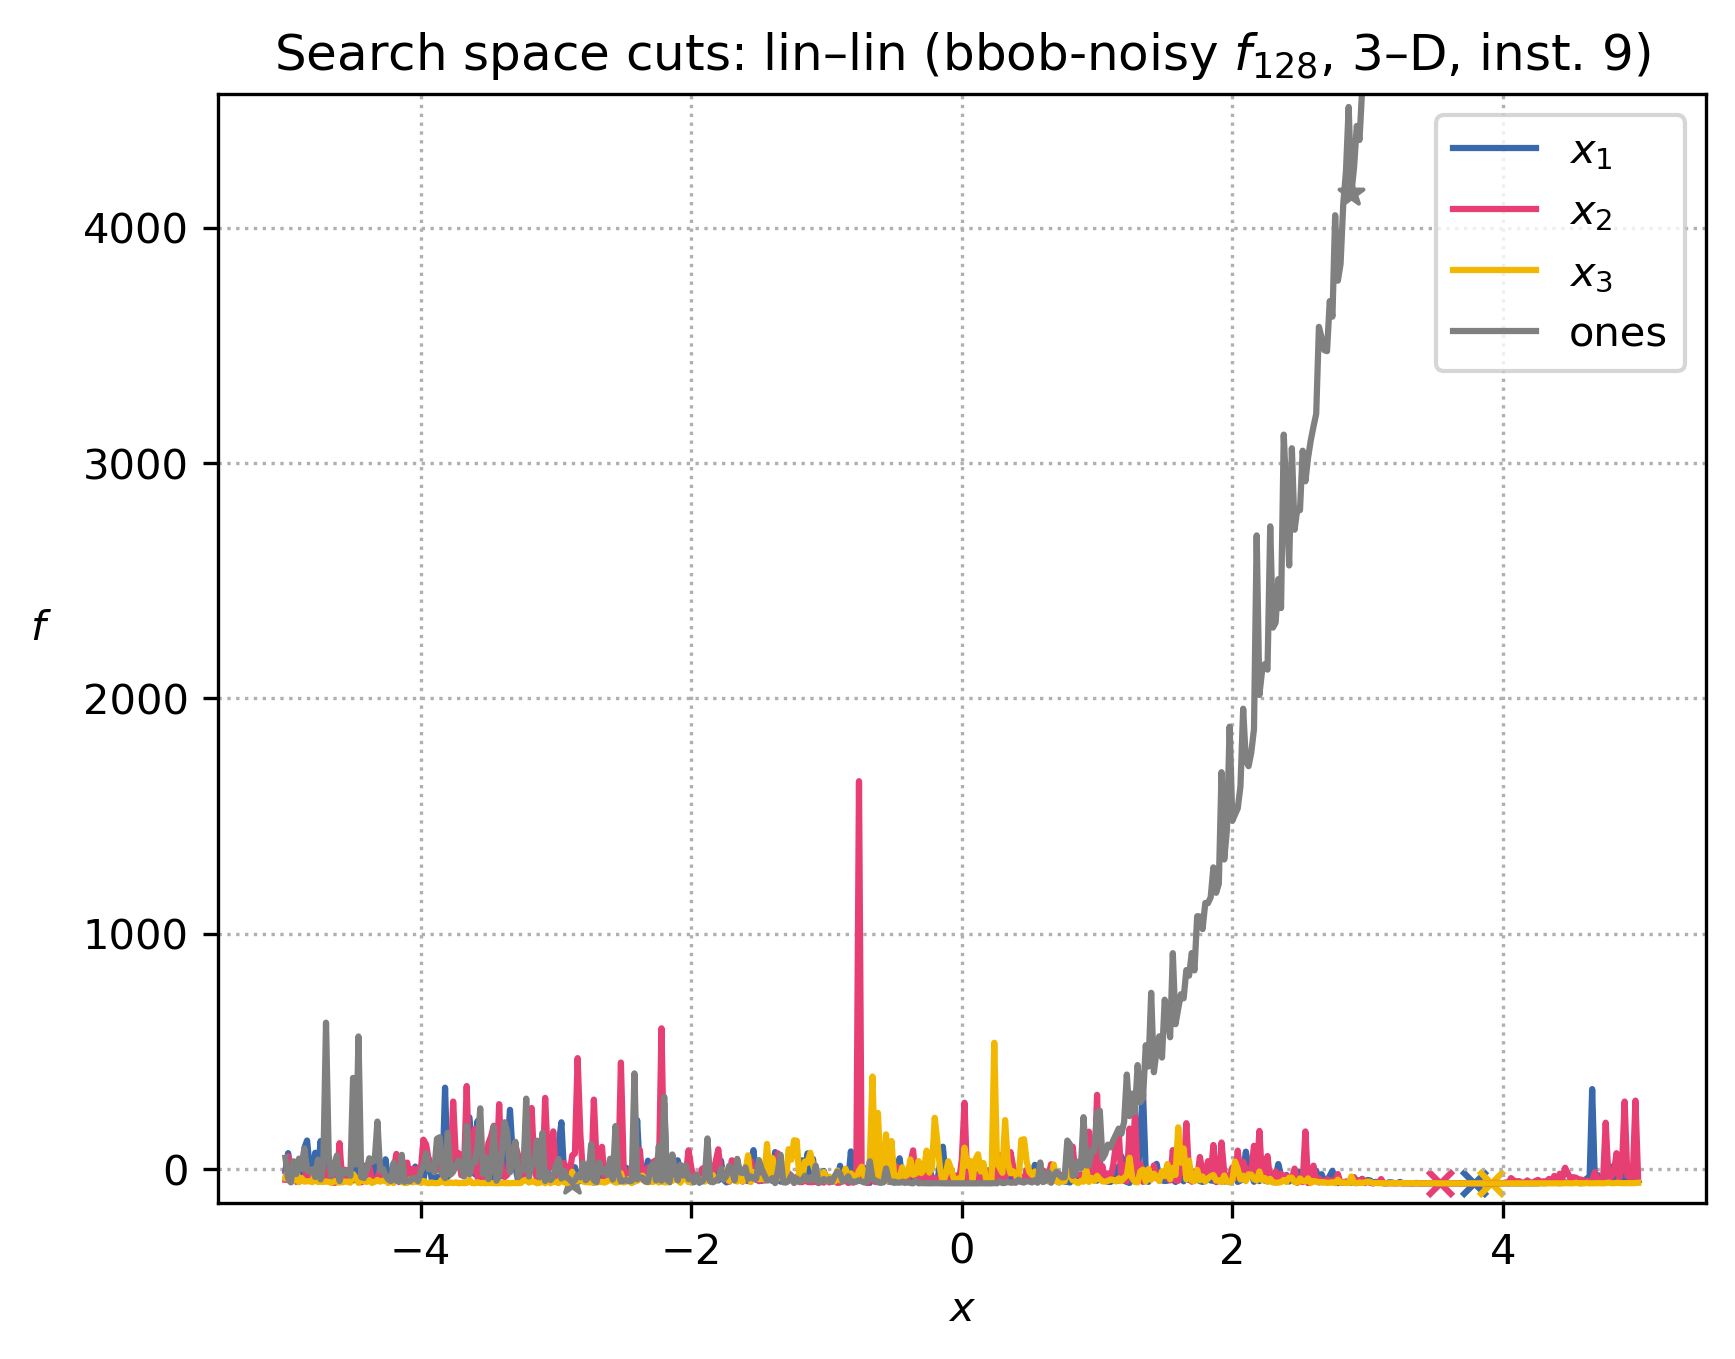 Search space cuts: lin–lin (bbob-noisy f128, 3–D, inst. 9)
x1
x2
x3
ones
4000
3000
2000
1000
0
f
−4
−2
0
2
4
x